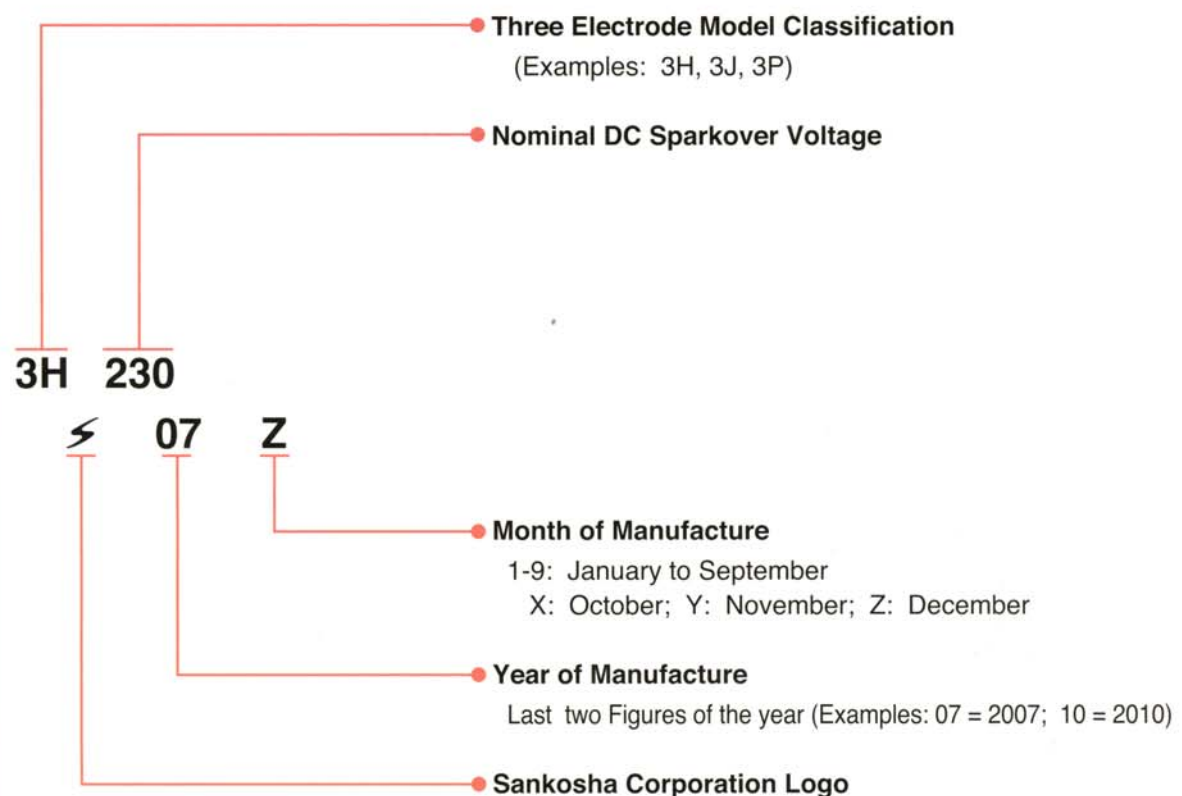 Three Electrode Model Classification
(Examples: 3H, 3J, 3P)
Nominal DC Sparkover Voltage
3H 230
07 Z
Month of Manufacture
1-9: January to September
X: October; Y: November; Z: December
Year of Manufacture
Last two Figures of the year (Examples: 07 = 2007; 10 = 2010)
Sankosha Corporation Logo